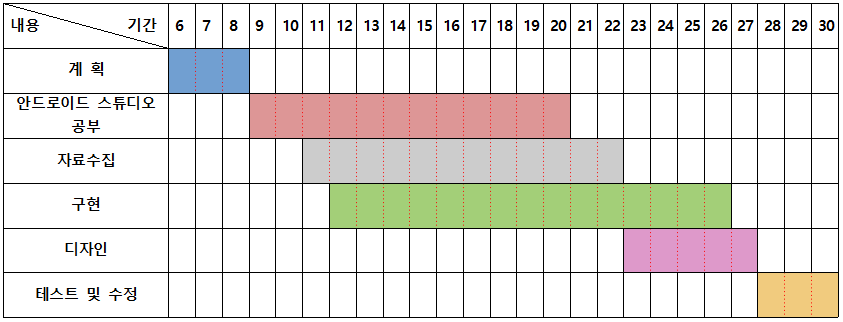 내용 기간 6 7 8 9 10 11 12 13 14 15 16 17 18 19 20 21 22 23 24 25 26 27 28 29 30
계 획
안드로이드 스튜디오
공부
자료수집
구현
디자인
테스트 및 수정